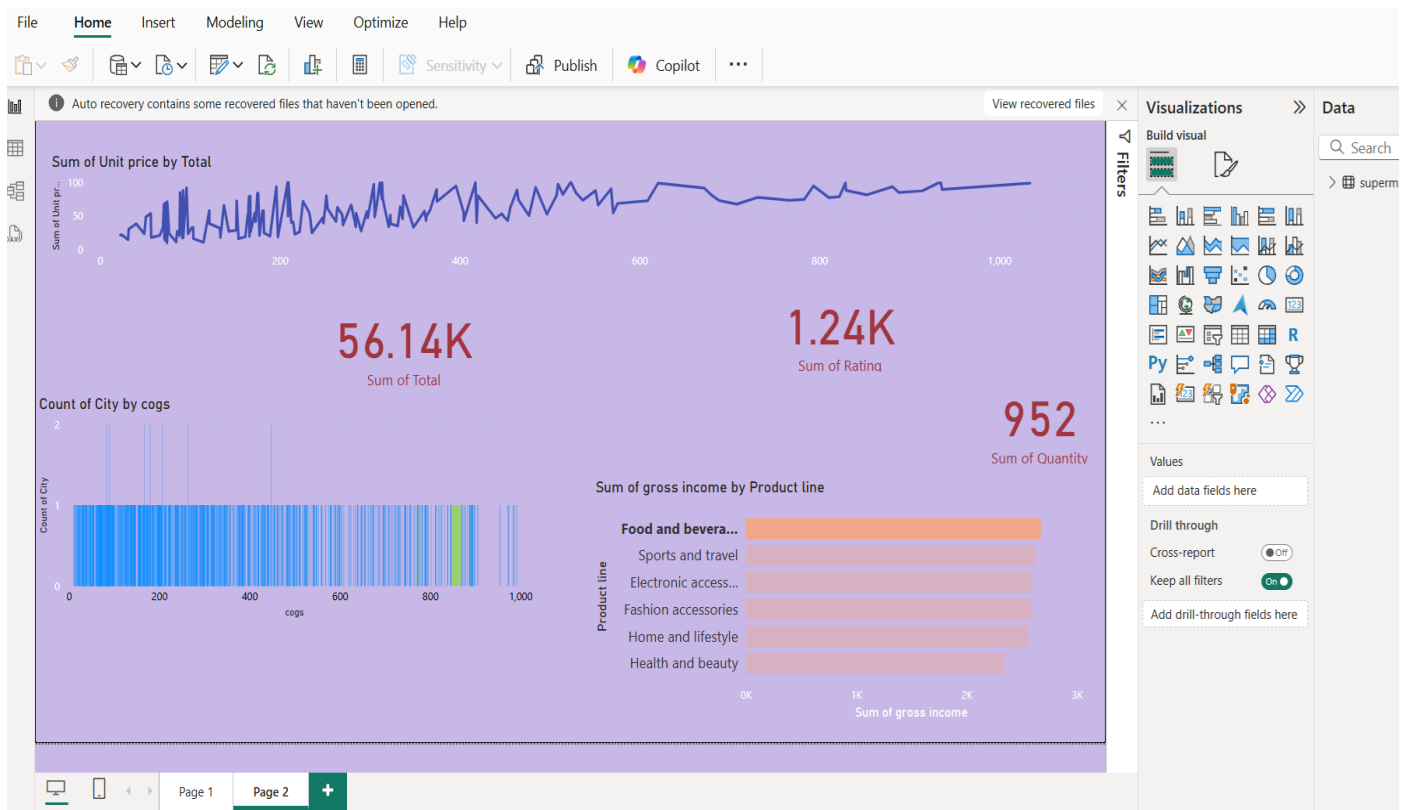 File Home Insert Modeling View Optimize Help
Sensitivity Publish Copilot ...
Auto recovery contains some recovered files that haven't been opened. View recovered files
Sum of Unit price by Total
Sum of Unit pr...
100
50
0
0 200 400 600 800 1,000
56.14K
Sum of Total
1.24K
Sum of Rating
952
Sum of Quantity
Count of City by cogs
Count of City
2
1
0
0 200 400 600 800 1,000
cogs
Sum of gross income by Product line
Product line
Food and bevera...
Sports and travel
Electronic access...
Fashion accessories
Home and lifestyle
Health and beauty
0K 1K 2K 3K
Sum of gross income
Filters
Visualizations
Build visual
123
R
Py
123
...
Values
Add data fields here
Drill through
Cross-report Off
Keep all filters On
Add drill-through fields here
Data
Search
superm
Page 1 Page 2 +